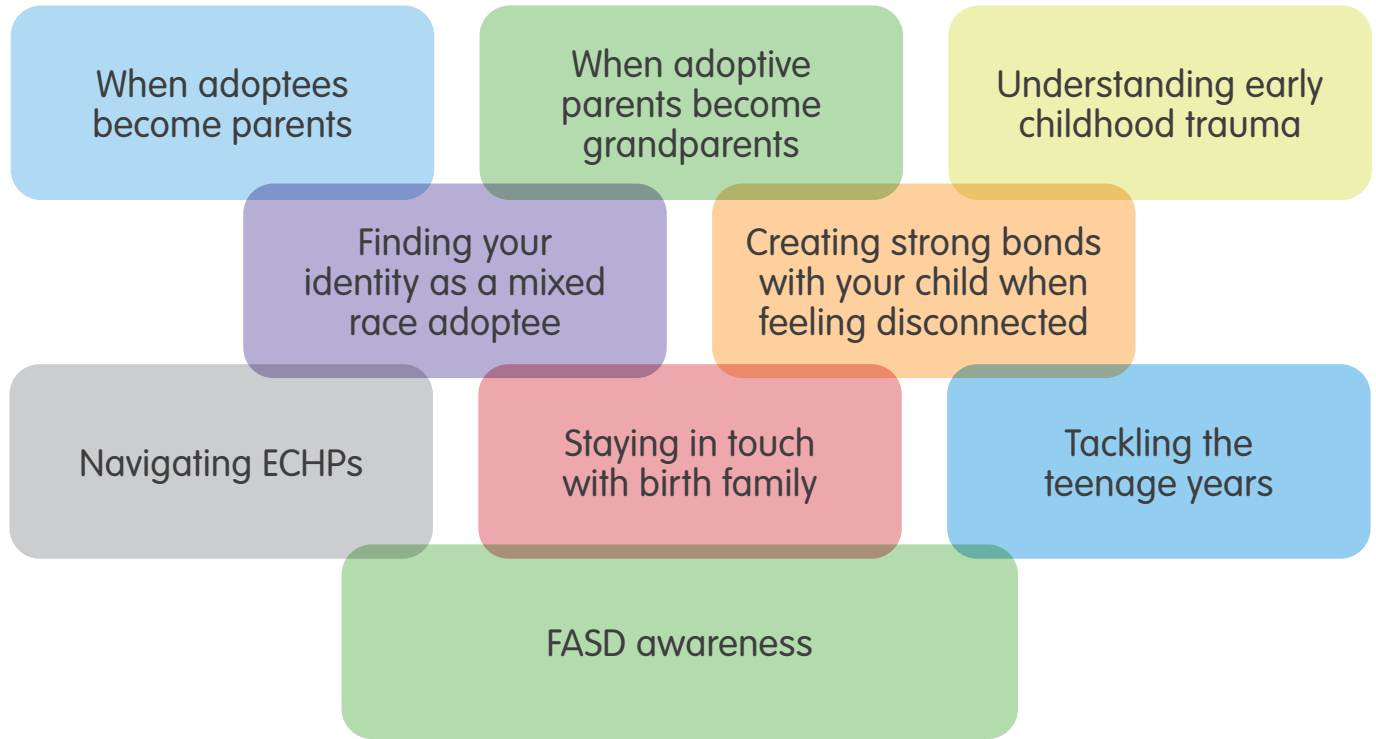 When adoptees
become parents
When adoptive
parents become
grandparents
Understanding early
childhood trauma
Finding your
identity as a mixed
race adoptee
Creating strong bonds
with your child when
feeling disconnected
Navigating ECHPs
Staying in touch
with birth family
Tackling the
teenage years
FASD awareness